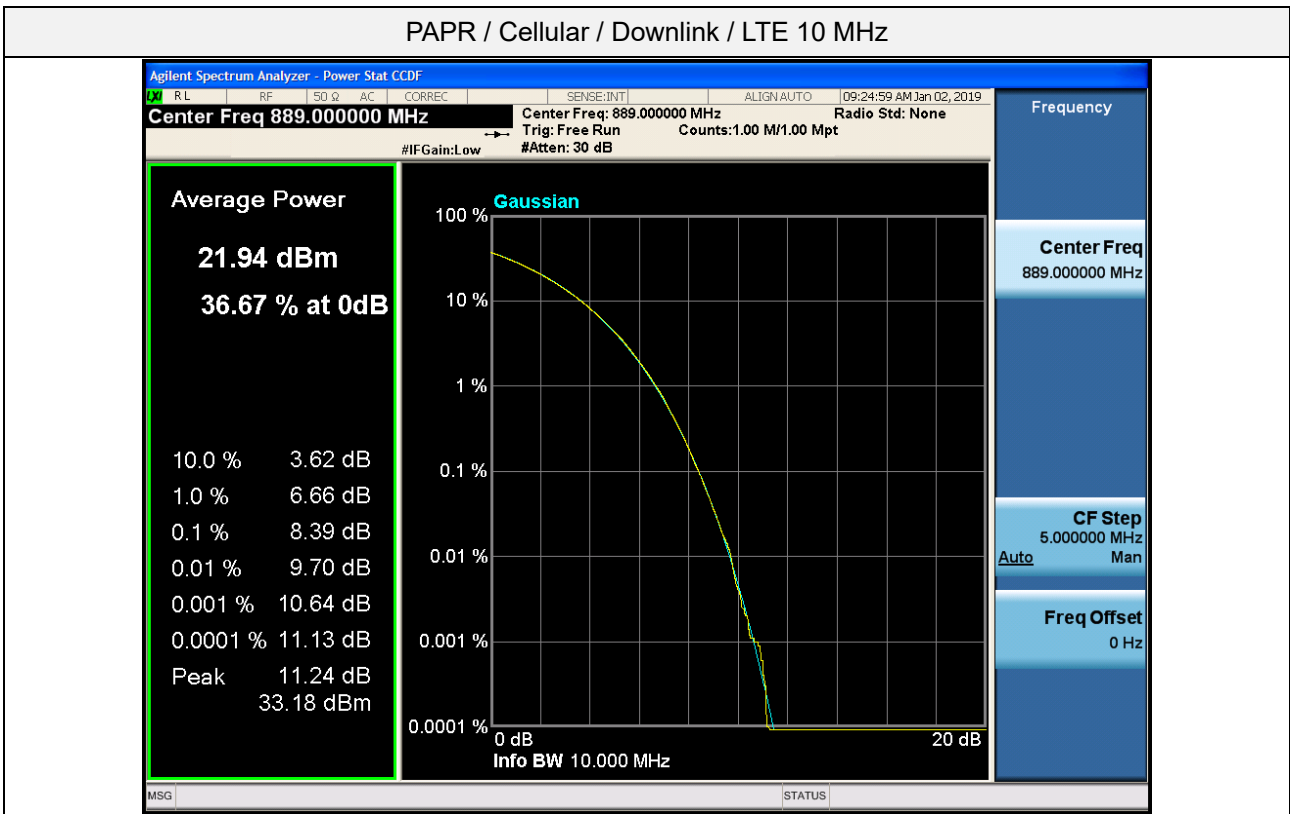 PAPR / Cellular / Downlink / LTE 10 MHz
Agilent Spectrum Analyzer - Power Stat CCDF
LXI RL RF 50 Ω AC CORREC SENSE:INT ALIGN AUTO 09:24:59 AM Jan 02, 2019
Center Freq 889.000000 MHz
#IFGain:Low
Center Freq: 889.000000 MHz Radio Std: None
Trig: Free Run Counts:1.00 M/1.00 Mpt
#Atten: 30 dB
Average Power
21.94 dBm
36.67 % at 0dB
10.0 % 3.62 dB
1.0 % 6.66 dB
0.1 % 8.39 dB
0.01 % 9.70 dB
0.001 % 10.64 dB
0.0001 % 11.13 dB
Peak 11.24 dB
33.18 dBm
Gaussian
100 %
10 %
1 %
0.1 %
0.01 %
0.001 %
0.0001 %
0 dB 20 dB
Info BW 10.000 MHz
Frequency
Center Freq
889.000000 MHz
CF Step
5.000000 MHz
Auto Man
Freq Offset
0 Hz
MSG STATUS